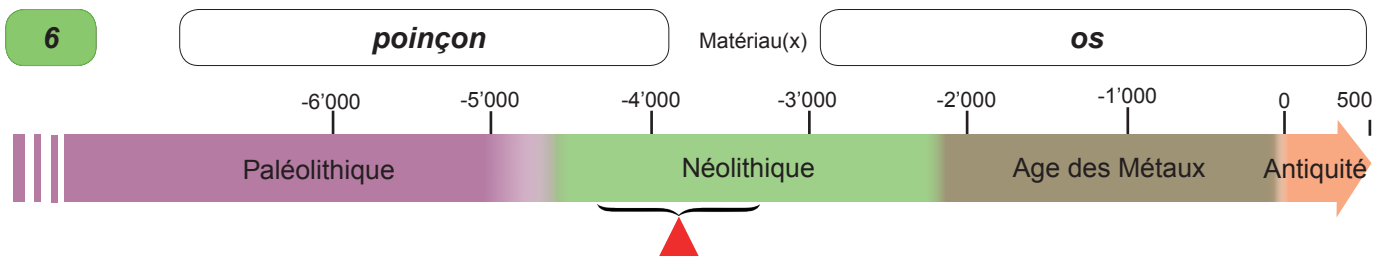 6 poinçon Matériau(x) os
-6’000 -5’000 -4’000 -3’000 -2’000 -1’000 0 500
Paléolithique Néolithique Age des Métaux Antiquité